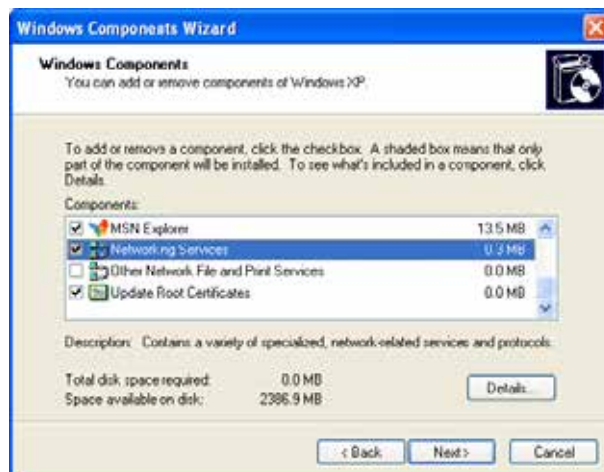 Windows Components Wizard
Windows Components
You can add or remove components of Windows XP.
To add or remove a component, click the checkbox. A shaded box means that only
part of the component will be installed. To see what's included in a component, click
Details.
Components:
MSN Explorer 13.5 MB
Networking Services 0.3 MB
Other Network File and Print Services 0.0 MB
Update Root Certificates 0.0 MB
Description: Contains a variety of specialized, network-related services and protocols.
Total disk space required: 0.0 MB
Space available on disk: 2386.9 MB
Details...
< Back Next > Cancel